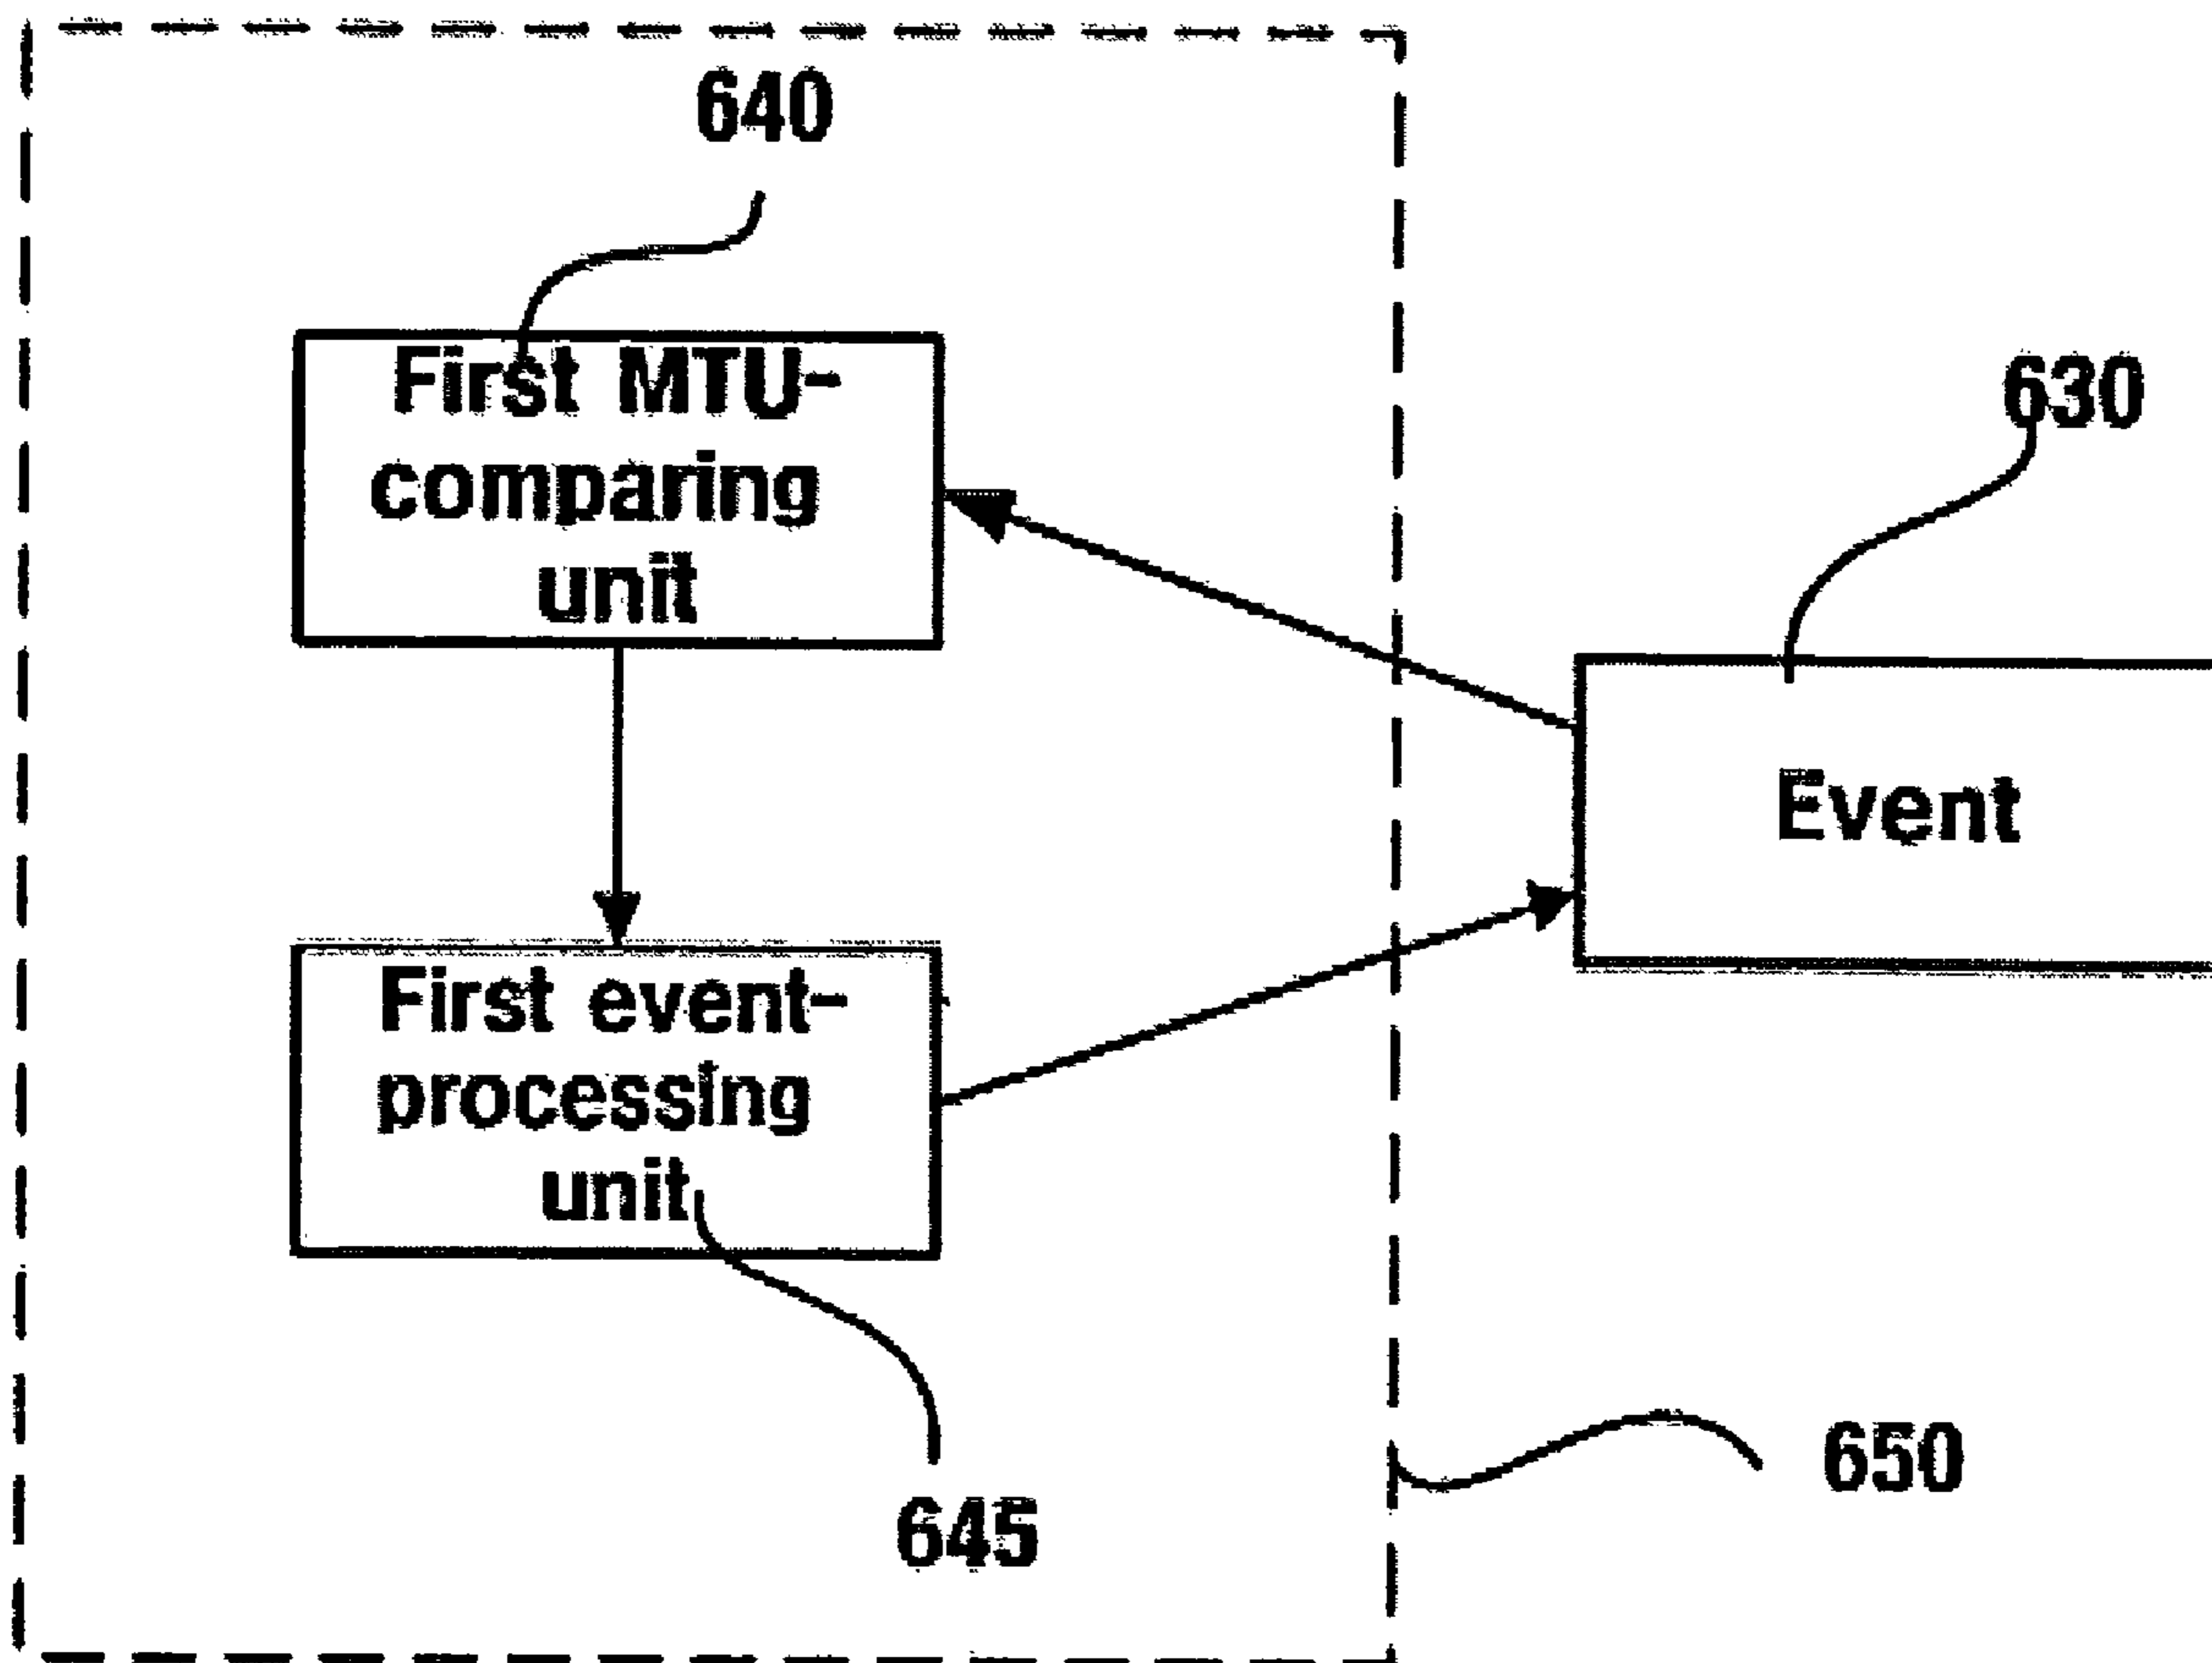 640
First MTU-
comparing
unit
630
Event
First event-
processing
unit
650
645